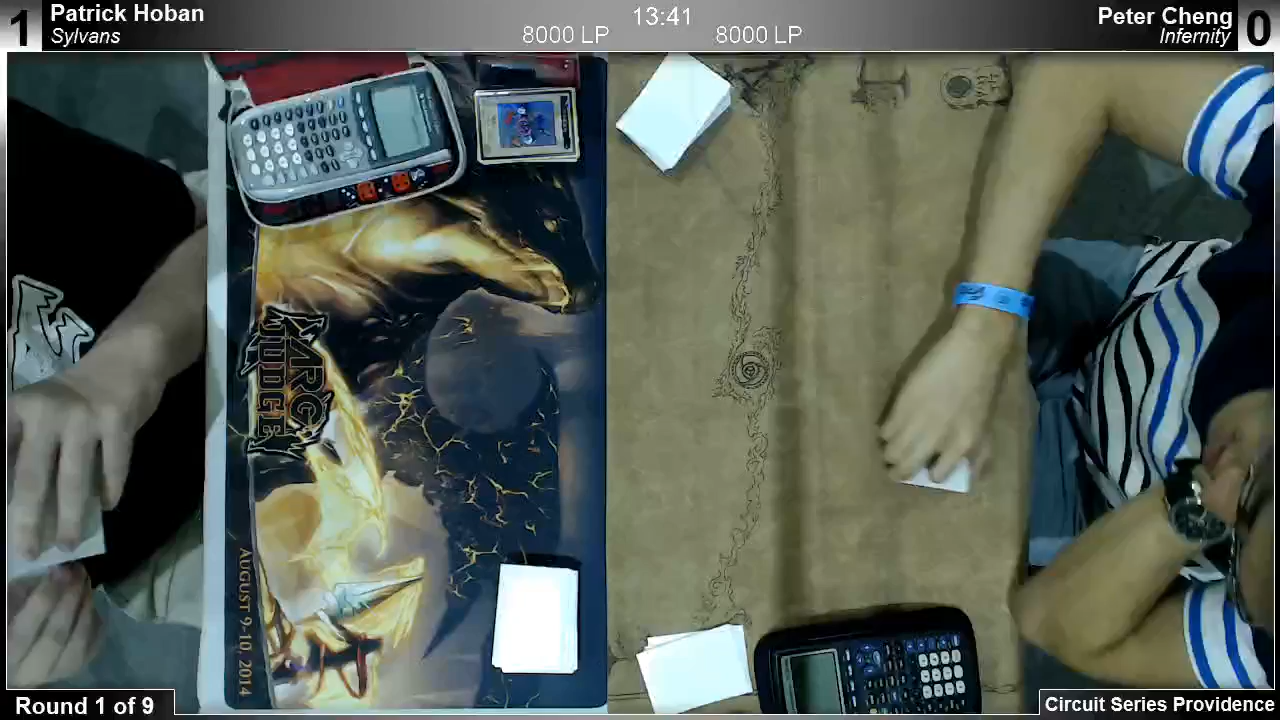 1
Patrick Hoban
Sylvans
13:41
8000 LP
8000 LP
Peter Cheng
Infernity
0
ARG
JUDGE
AUGUST 9-10, 2014
Round 1 of 9
Circuit Series Providence